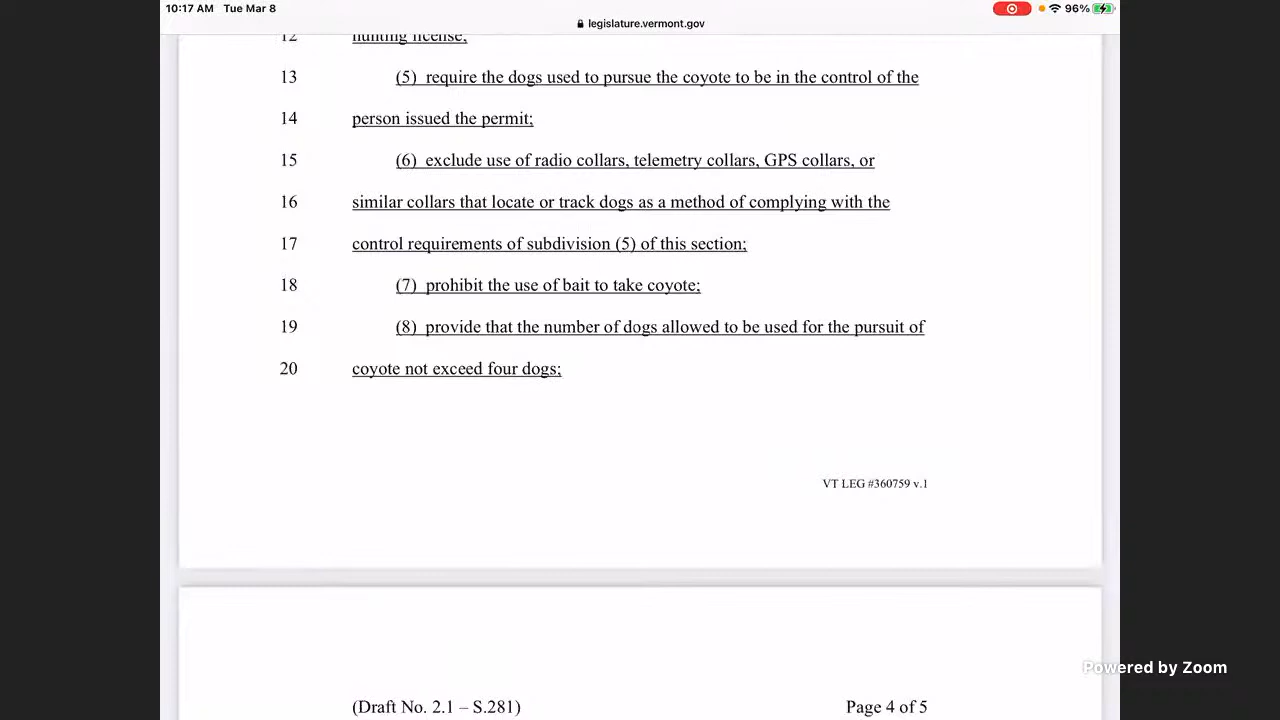 10:17 AM Tue Mar 8
96%
legislature.vermont.gov
12 hunting license;
13 (5) require the dogs used to pursue the coyote to be in the control of the
14 person issued the permit;
15 (6) exclude use of radio collars, telemetry collars, GPS collars, or
16 similar collars that locate or track dogs as a method of complying with the
17 control requirements of subdivision (5) of this section;
18 (7) prohibit the use of bait to take coyote;
19 (8) provide that the number of dogs allowed to be used for the pursuit of
20 coyote not exceed four dogs;
VT LEG #360759 v.1
Powered by Zoom
(Draft No. 2.1 – S.281) Page 4 of 5